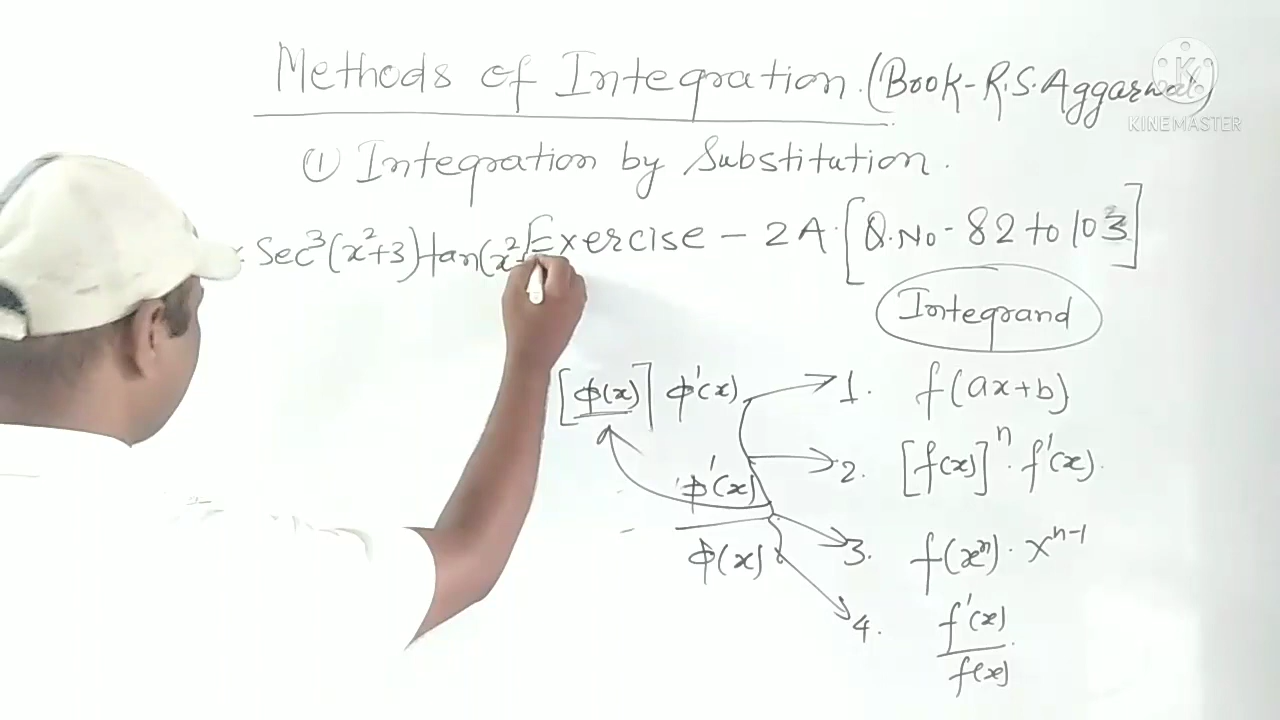 Methods of Integration. (Book-R.S.Aggarwal)
KINEMASTER
① Integration by Substitution.
Exercise - 2A. [Q.No - 82 to 103]
Sec³(x²+3)tan(x²+
Integrand
[ϕ(x)] ϕ'(x)
ϕ'(x)
ϕ(x)
1. f(ax+b)
2. [f(x)]ⁿ. f'(x).
3. f(xⁿ). xⁿ⁻¹
4. f'(x)
f(x)